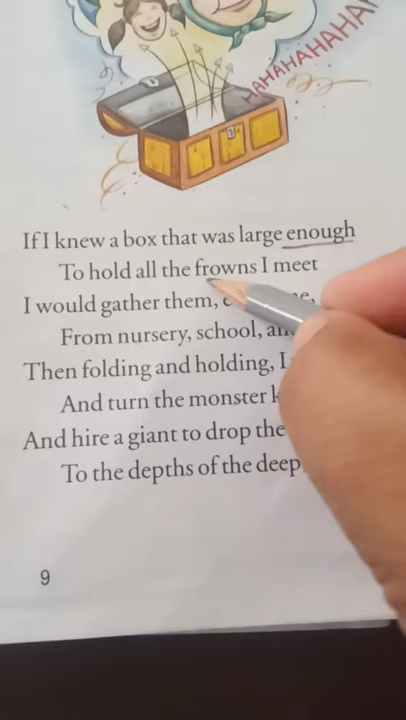 HAHAHAHAHAHA
If I knew a box that was large enough
To hold all the frowns I meet
I would gather them,
From nursery, school,
Then folding and holding, I
And turn the monster
And hire a giant to drop the
To the depths of the deep
9